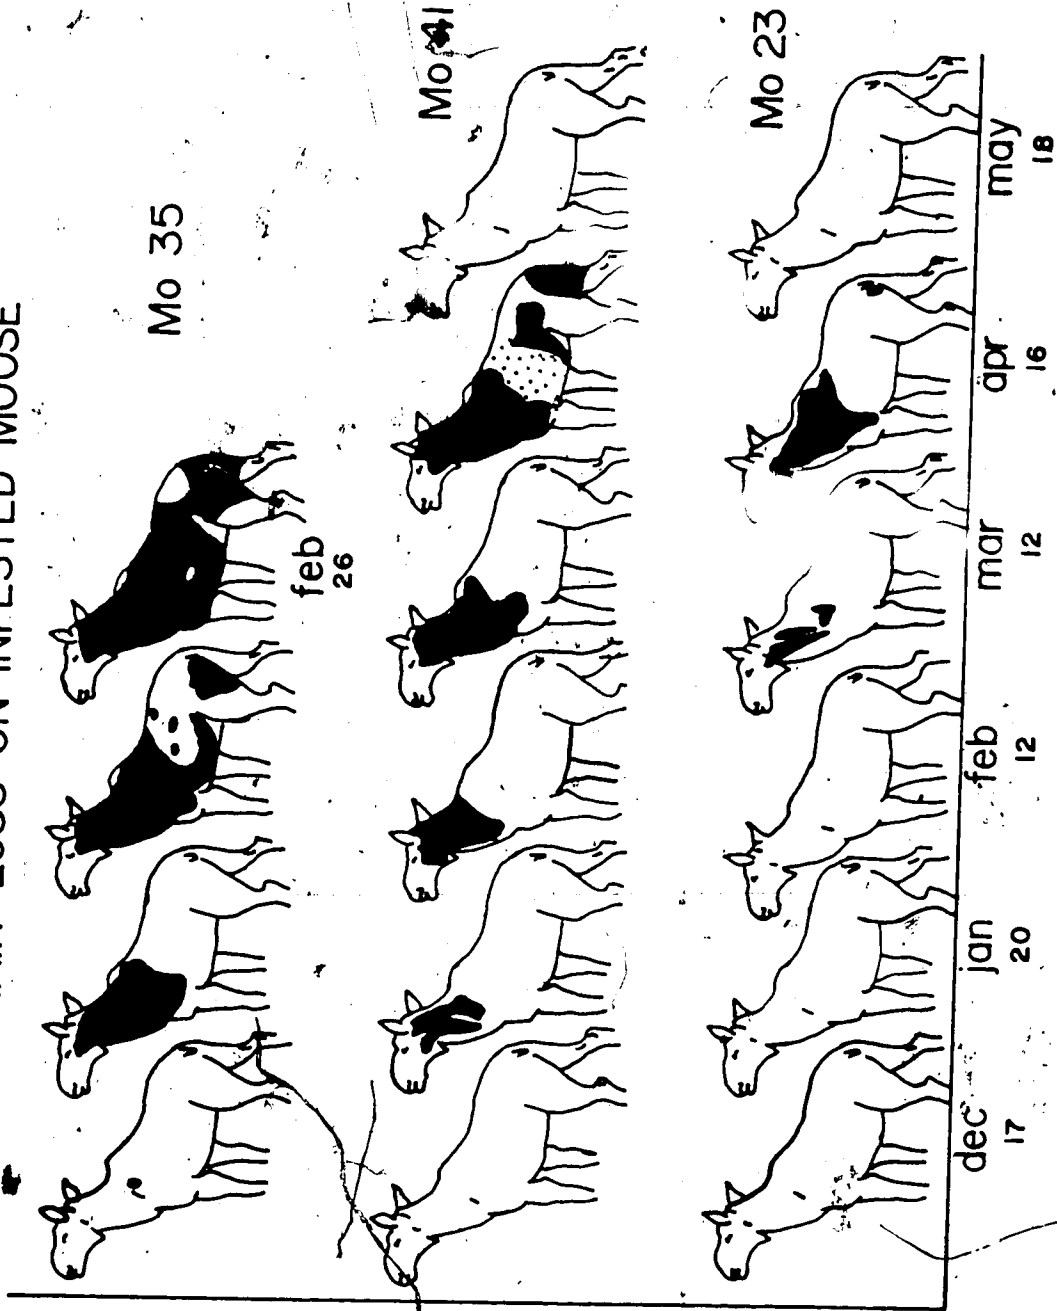 LOSS ON INFESTED MOOSE
Mo 35
feb
26
Mo 41
Mo 23
dec jan feb mar apr may
17 20 12 12 16 18